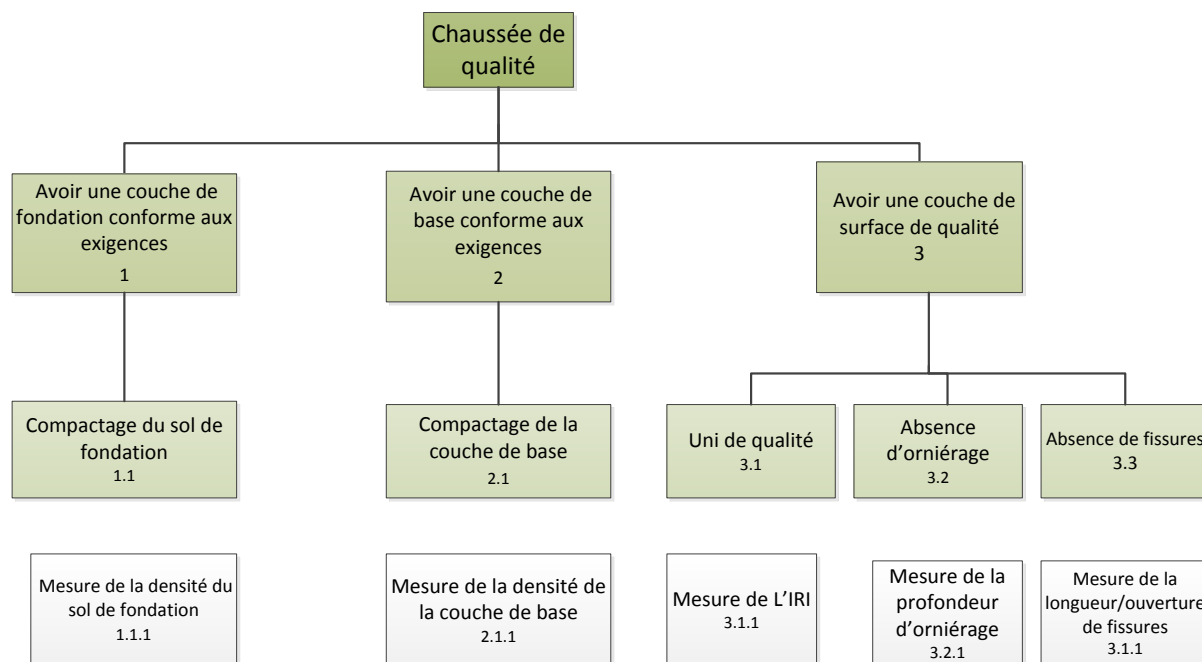 Chaussée de
qualité
Avoir une couche de
fondation conforme aux
exigences
1
Avoir une couche de
base conforme aux
exigences
2
Avoir une couche de
surface de qualité
3
Compactage du sol de
fondation
1.1
Compactage de la
couche de base
2.1
Uni de qualité
3.1
Absence
d’orniérage
3.2
Absence de fissures
3.3
Mesure de la densité du
sol de fondation
1.1.1
Mesure de la densité de
la couche de base
2.1.1
Mesure de L’IRI
3.1.1
Mesure de la
profondeur
d’orniérage
3.2.1
Mesure de la
longueur/ouverture
de fissures
3.1.1